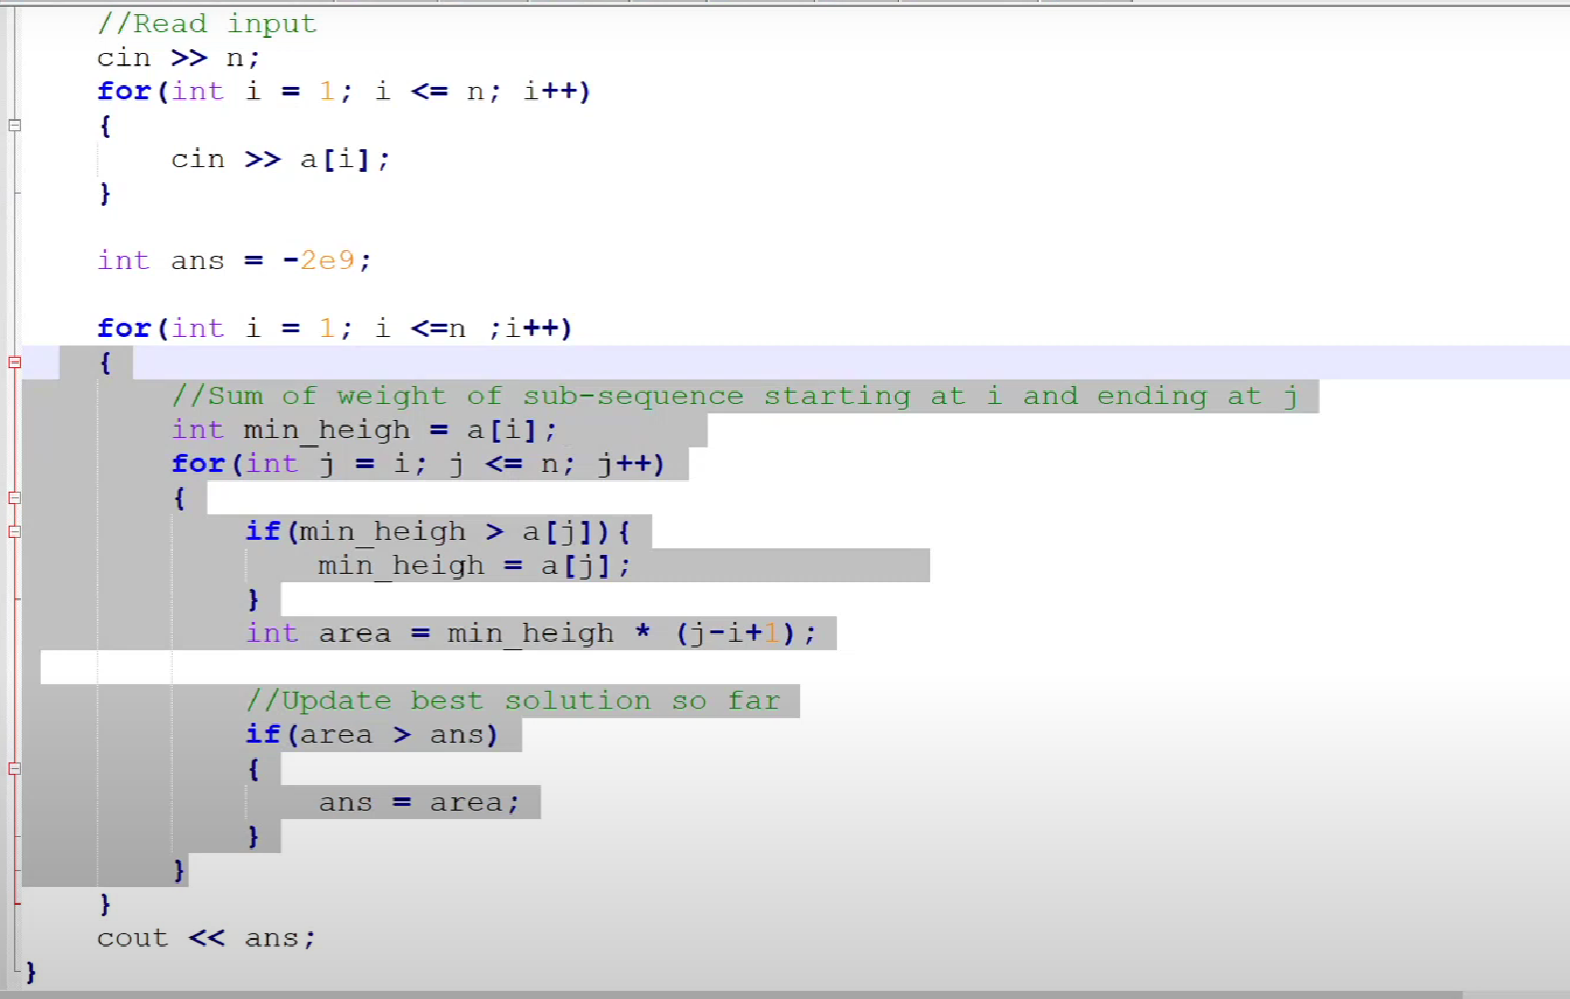 //Read input
cin >> n;
for(int i = 1; i <= n; i++)
{
cin >> a[i];
}
int ans = -2e9;
for(int i = 1; i <=n ;i++)
{
//Sum of weight of sub-sequence starting at i and ending at j
int min_heigh = a[i];
for(int j = i; j <= n; j++)
{
if(min_heigh > a[j]){
min_heigh = a[j];
}
int area = min_heigh * (j-i+1);
//Update best solution so far
if(area > ans)
{
ans = area;
}
}
}
cout << ans;
}